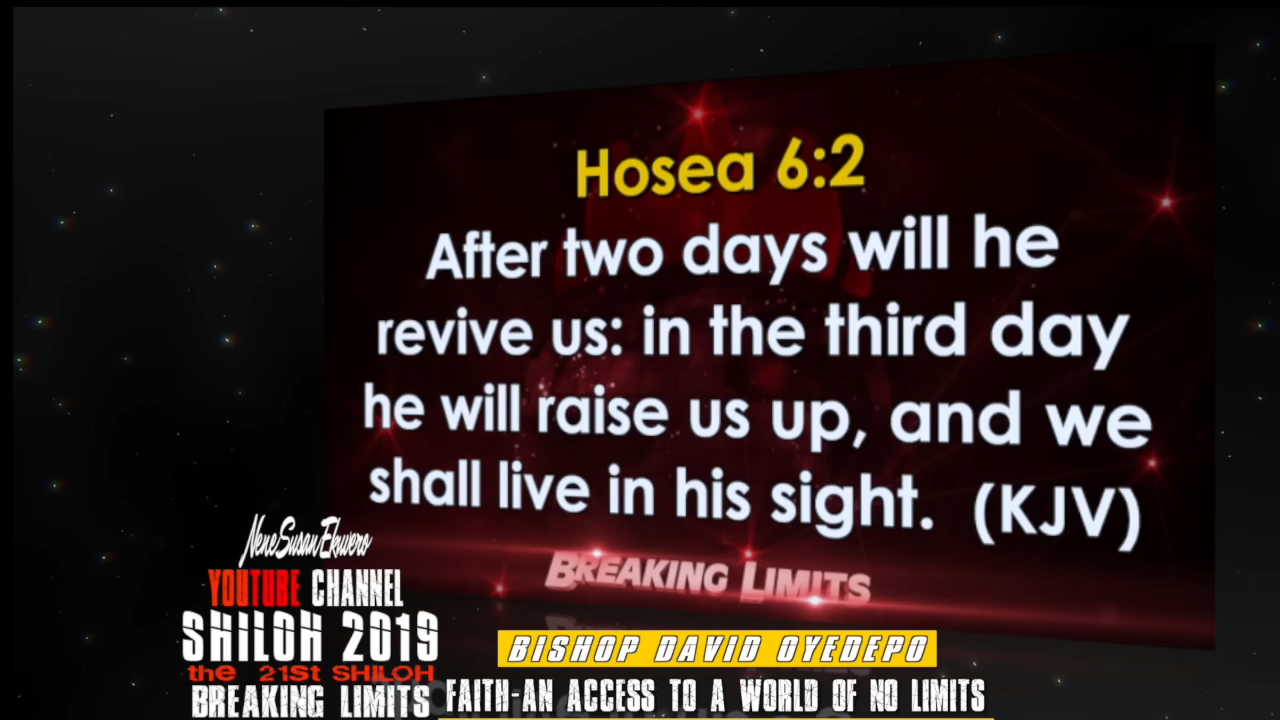 Hosea 6:2
After two days will he
revive us: in the third day
he will raise us up, and we
shall live in his sight. (KJV)
BREAKING LIMITS
NeneSusanEkwero
YOUTUBE CHANNEL
SHILOH 2019
the 21st SHILOH
BREAKING LIMITS
BISHOP DAVID OYEDEPO
FAITH-AN ACCESS TO A WORLD OF NO LIMITS